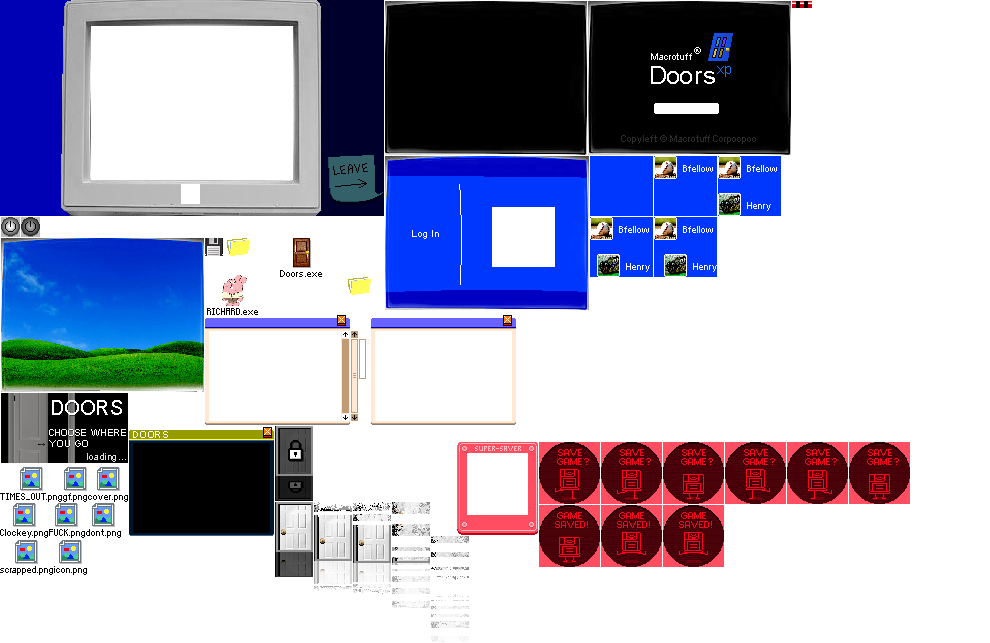 Macrotuff®
Doors xp
Copyleft © Macrotuff Corpoopoo
LEAVE
Log In
Bfellow
Bfellow
Henry
Bfellow
Bfellow
Henry
Henry
Doors.exe
RICHARD.exe
DOORS
CHOOSE WHERE
YOU GO
loading...
DOORS
SUPER-SAVER
SAVE
GAME?
SAVE
GAME?
SAVE
GAME?
SAVE
GAME?
SAVE
GAME?
SAVE
GAME?
GAME
SAVED!
GAME
SAVED!
GAME
SAVED!
TIMES_OUT.png
gf.png
cover.png
Clockey.png
FUCK.png
dont.png
scrapped.png
icon.png